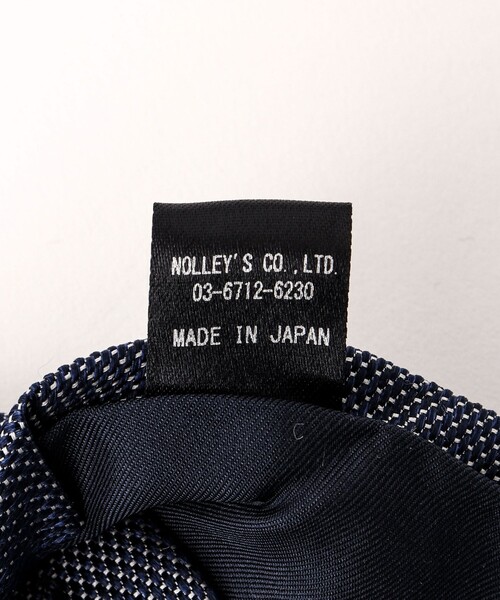 NOLLEY'S CO.,LTD.
03-6712-6230
MADE IN JAPAN